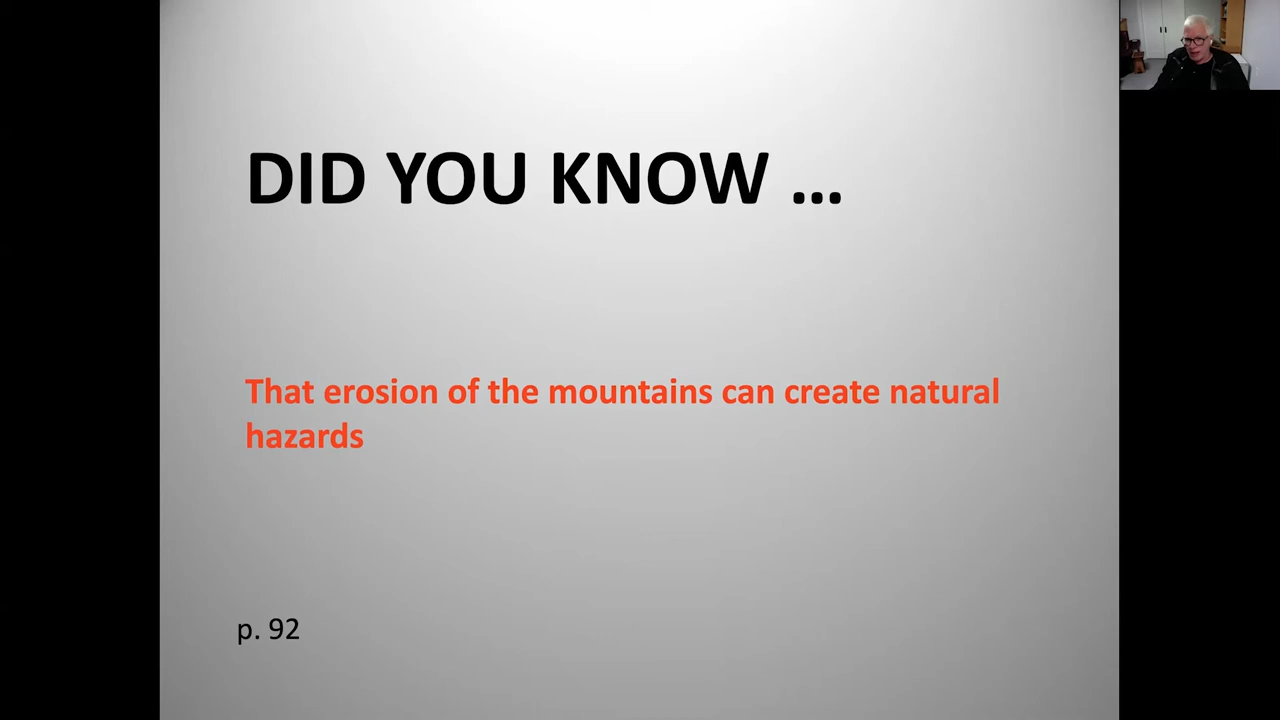 DID YOU KNOW ...
That erosion of the mountains can create natural
hazards
p. 92